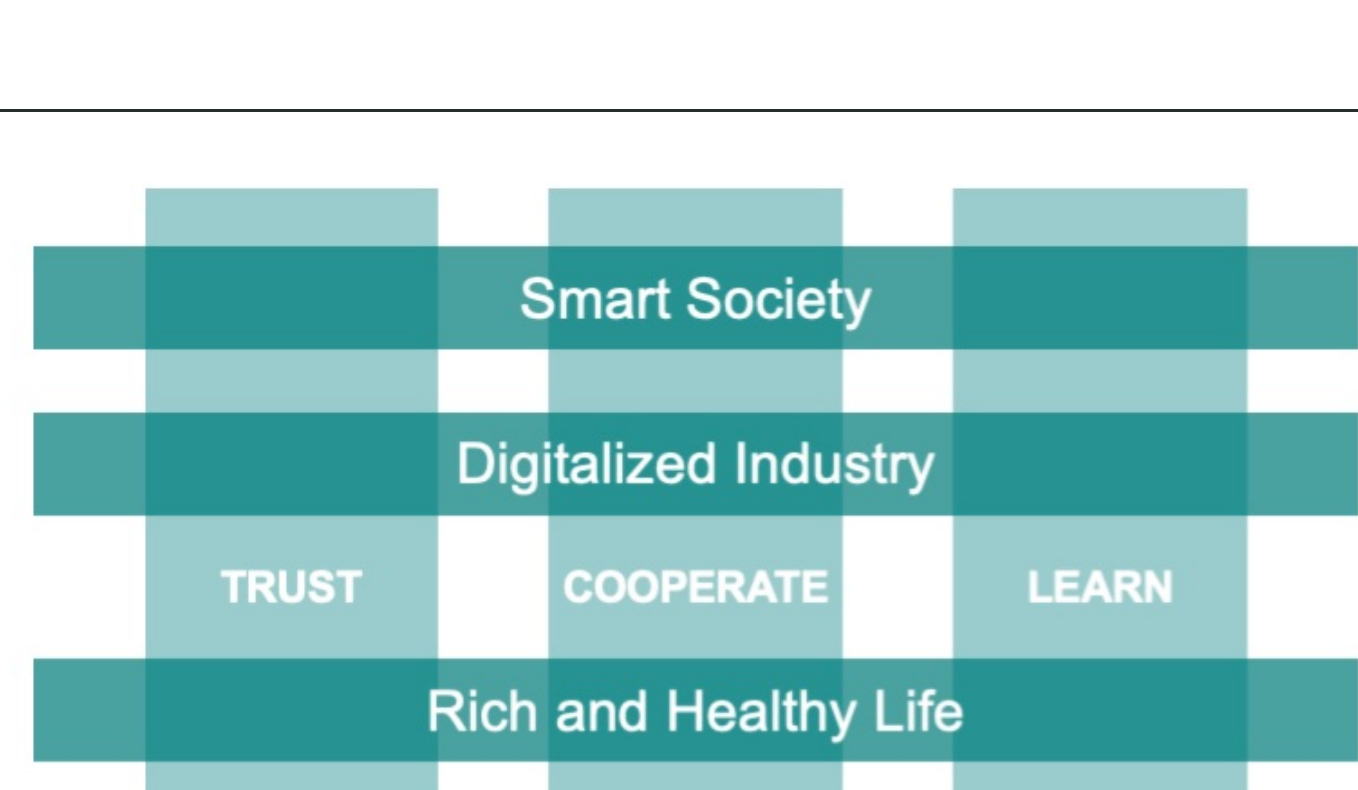 Smart Society
Digitalized Industry
TRUST COOPERATE LEARN
Rich and Healthy Life